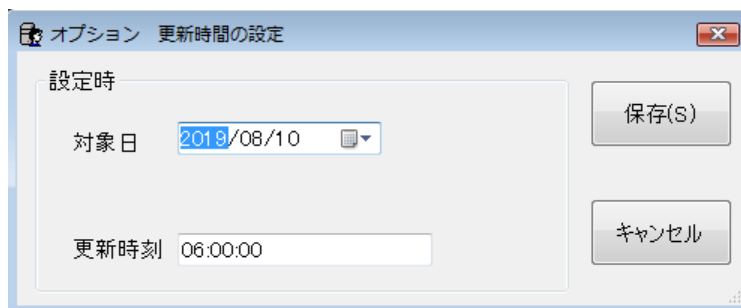 オプション 更新時間の設定
設定時
対象日 2019/08/10
保存(S)
更新時刻 06:00:00
キャンセル